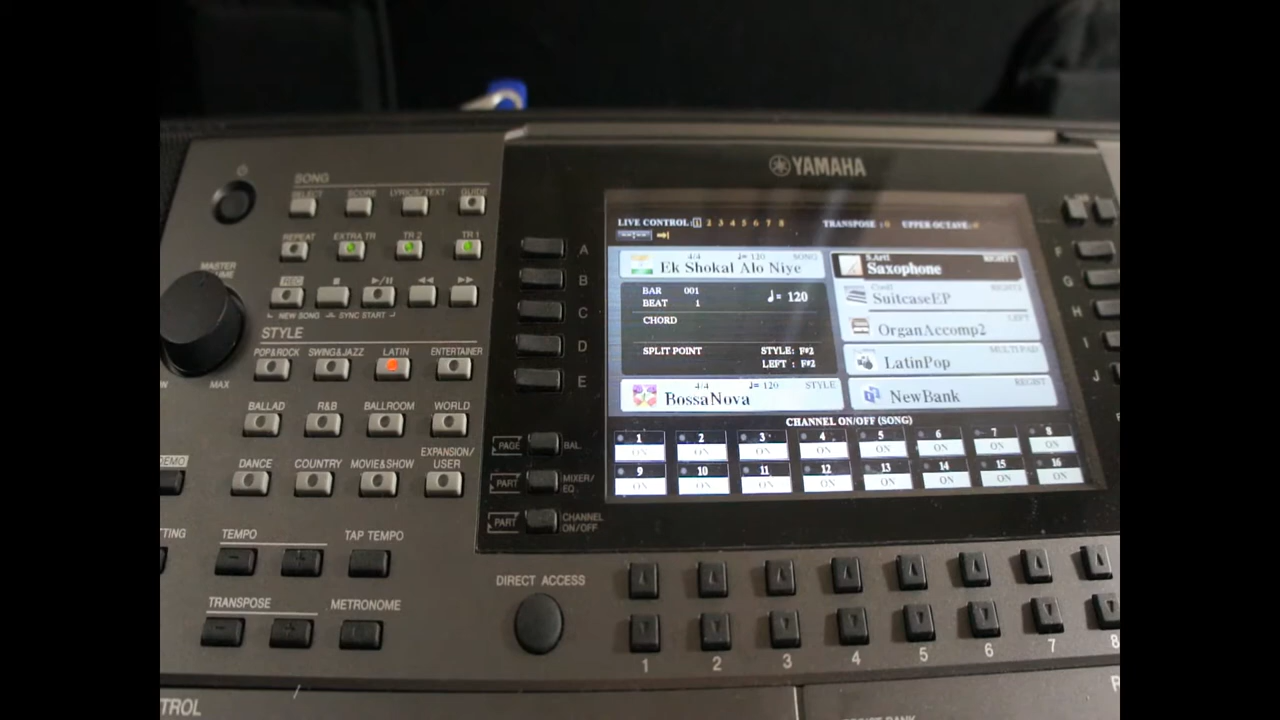 YAMAHA
SONG
SELECT SCORE LYRICS/TEXT GUIDE
REPEAT EXTRA TR TR 2 TR 1
REC
NEW SONG SYNC START
MASTER
MAX
STYLE
POP&ROCK SWING&JAZZ LATIN ENTERTAINER
BALLAD R&B BALLROOM WORLD
DANCE COUNTRY MOVIE&SHOW EXPANSION/
USER
DEMO
TTING
TEMPO TAP TEMPO
- +
TRANSPOSE METRONOME
- +
TROL
A
B
C
D
E
PAGE BAL.
PART MIXER/
EQ
PART CHANNEL
ON/OFF
DIRECT ACCESS
LIVE CONTROL: 1 2 3 4 5 6 7 8 TRANSPOSE : 0 UPPER OCTAVE:
4/4 ♩= 120 SONG
Ek Shokal Alo Niye
BAR 001
BEAT 1
♩= 120
CHORD
SPLIT POINT STYLE: F#2
LEFT : F#2
4/4 ♩= 120 STYLE
BossaNova
S.Art! RIGHT1
Saxophone
Cool! RIGHT2
SuitcaseEP
LEFT
OrganAccomp2
MULTI PAD
LatinPop
REGIST
NewBank
CHANNEL ON/OFF (SONG)
1 2 3 4 5 6 7 8
ON ON ON ON ON ON ON ON
9 10 11 12 13 14 15 16
ON ON ON ON ON ON ON ON
F
G
H
I
J
1 2 3 4 5 6 7 8